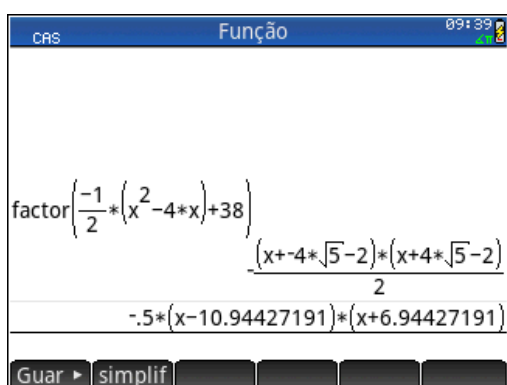 CAS Função 09:39
∡π
factor(-1/2*(x^2-4*x)+38)
-(x+-4*√5-2)*(x+4*√5-2)/2
-.5*(x-10.94427191)*(x+6.94427191)
Guar ▸ simplif